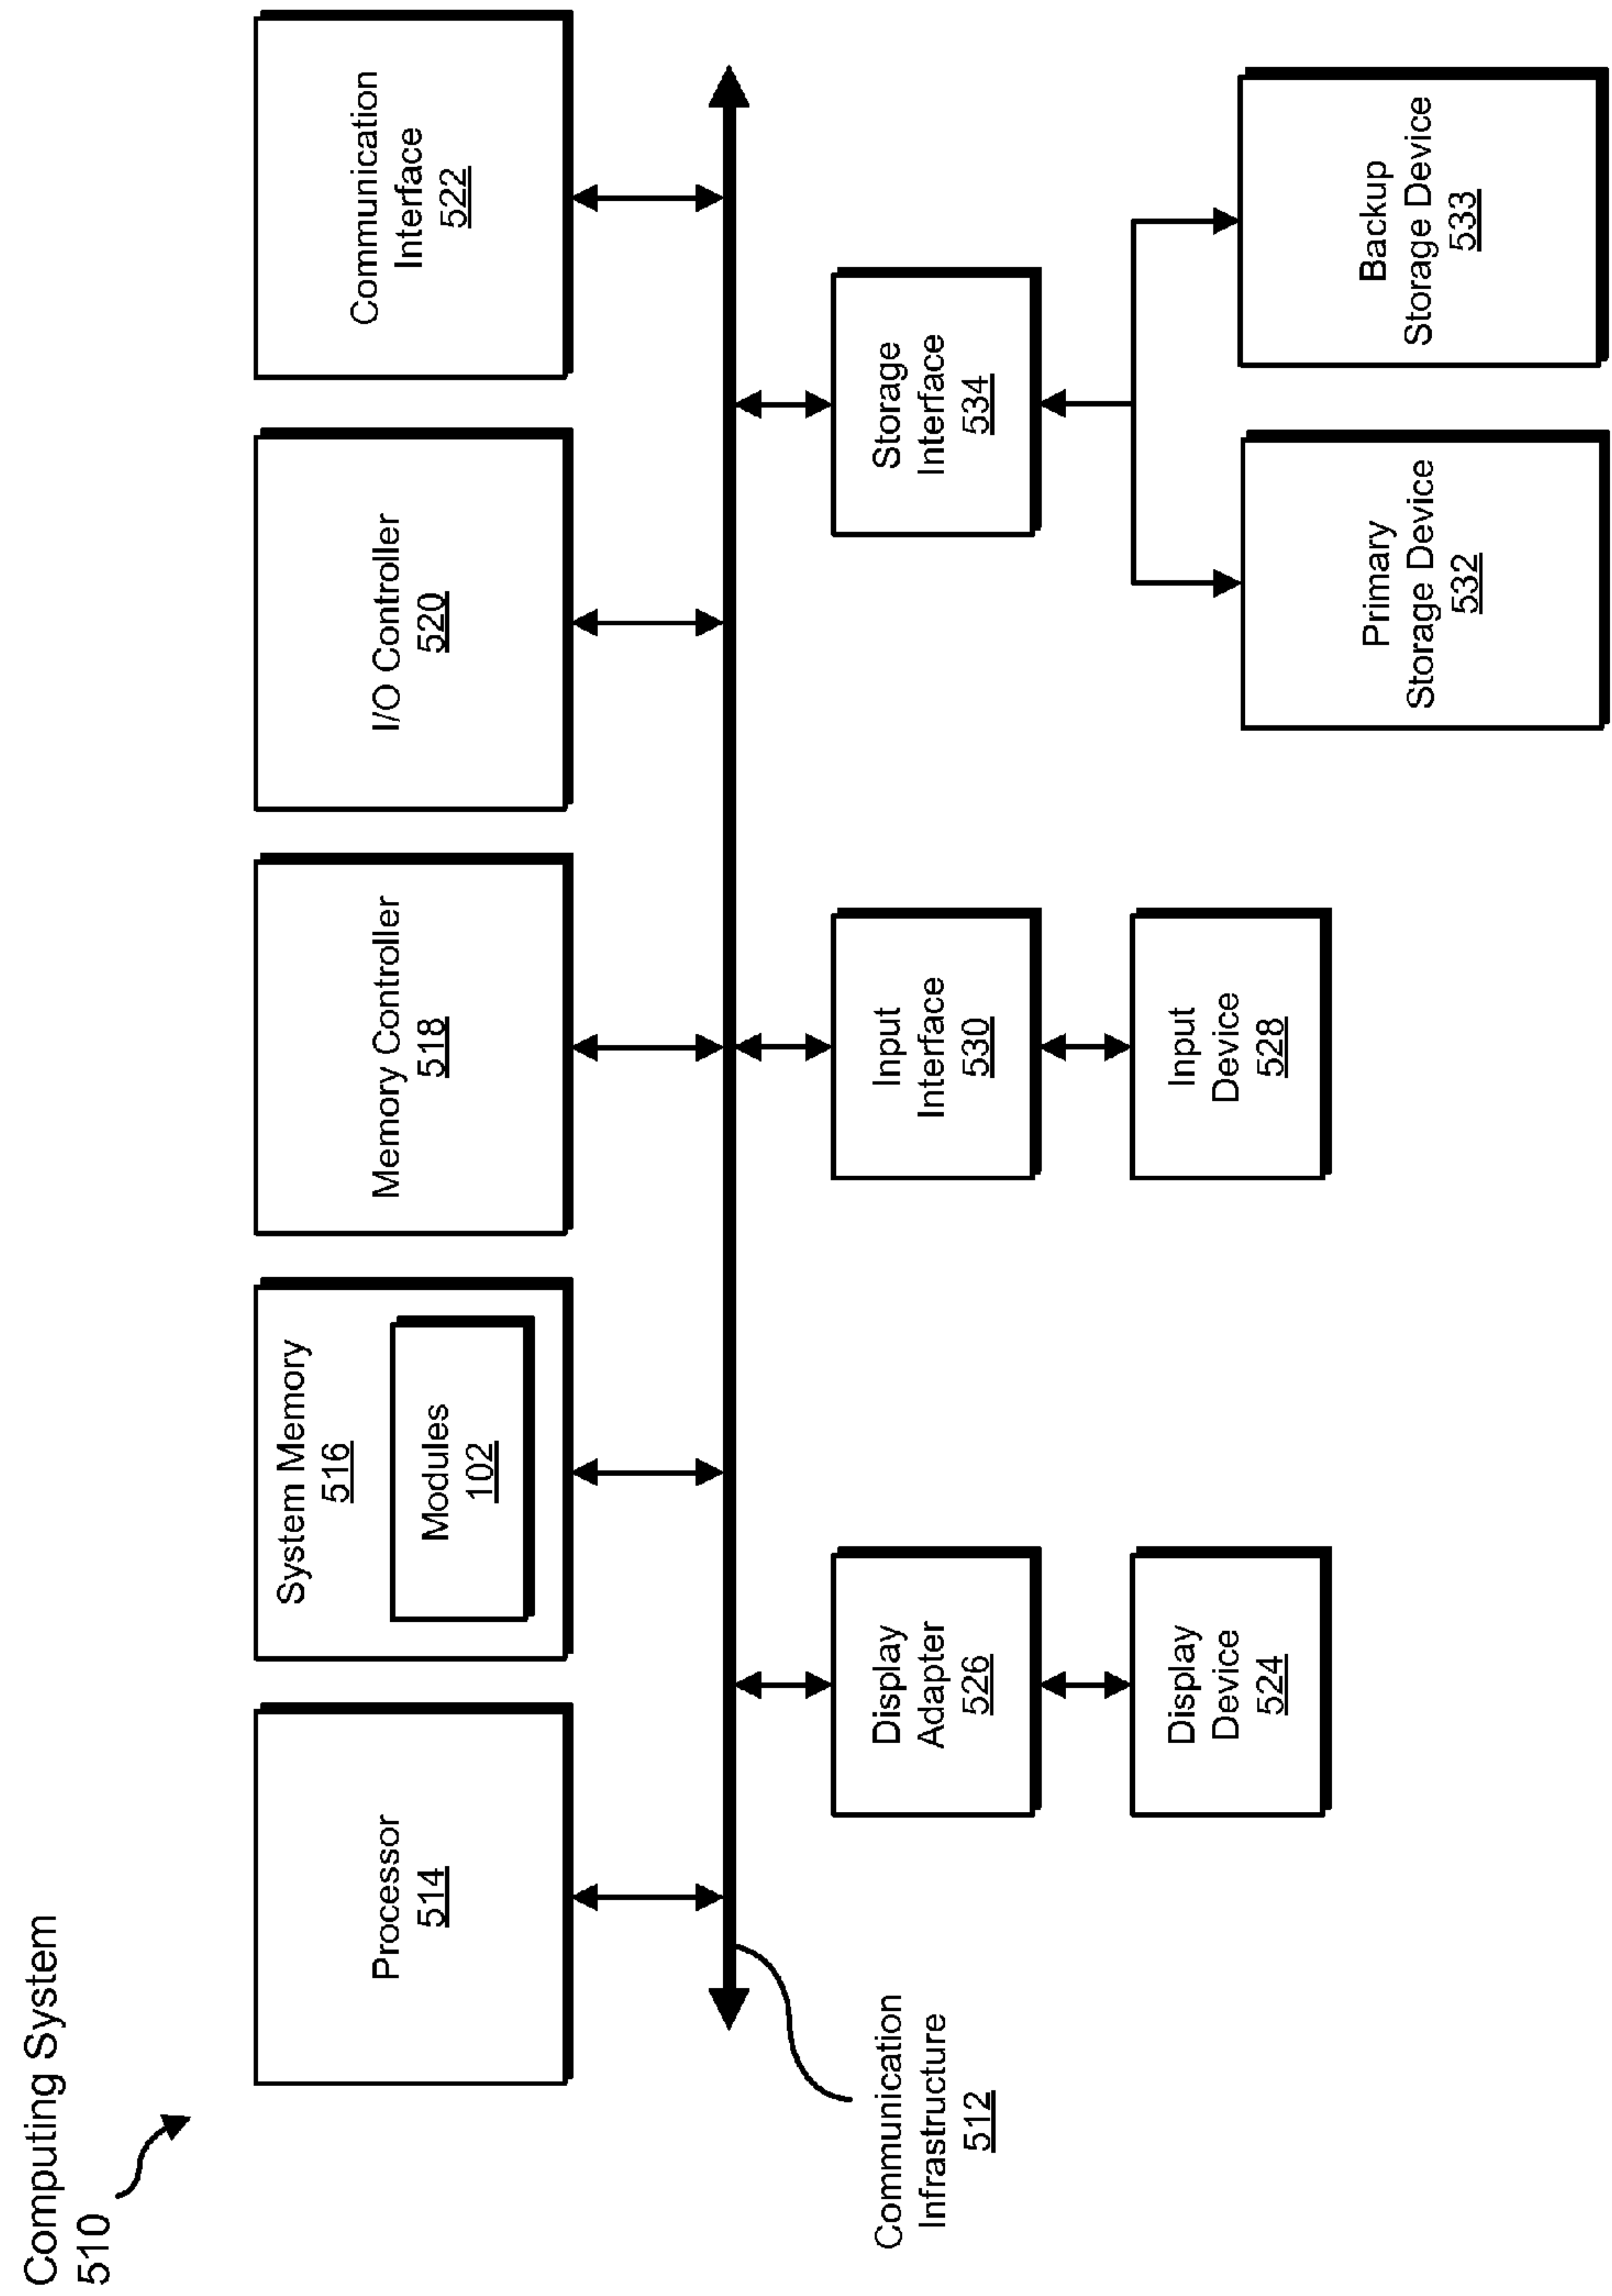 Computing System
510
Processor
514
System Memory
516
Modules
102
Memory Controller
518
I/O Controller
520
Communication
Interface
522
Communication
Infrastructure
512
Display
Adapter
526
Input
Interface
530
Storage
Interface
534
Display
Device
524
Input
Device
528
Primary
Storage Device
532
Backup
Storage Device
533